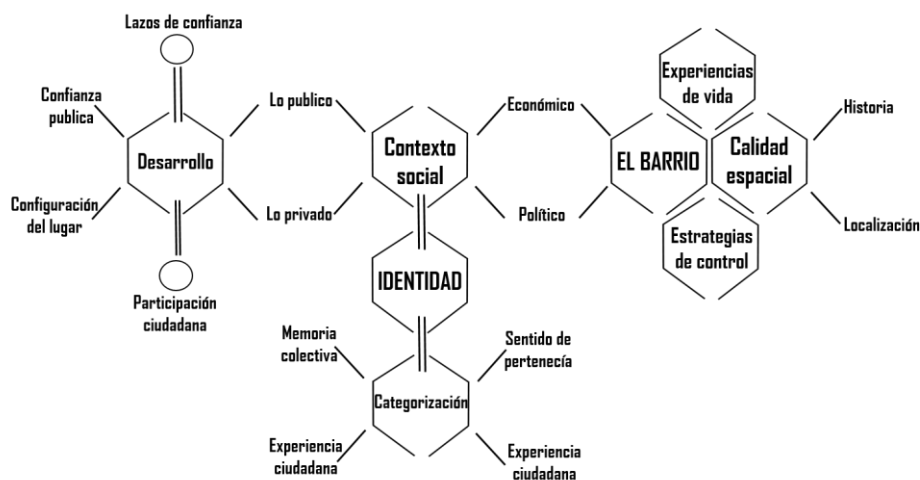 Lazos de confianza
Confianza
publica
Desarrollo
Configuración
del lugar
Participación
ciudadana
Lo publico
Lo privado
Contexto
social
IDENTIDAD
Memoria
colectiva
Sentido de
pertenecía
Categorización
Experiencia
ciudadana
Experiencia
ciudadana
Económico
Político
Experiencias
de vida
EL BARRIO
Calidad
espacial
Estrategias
de control
Historia
Localización